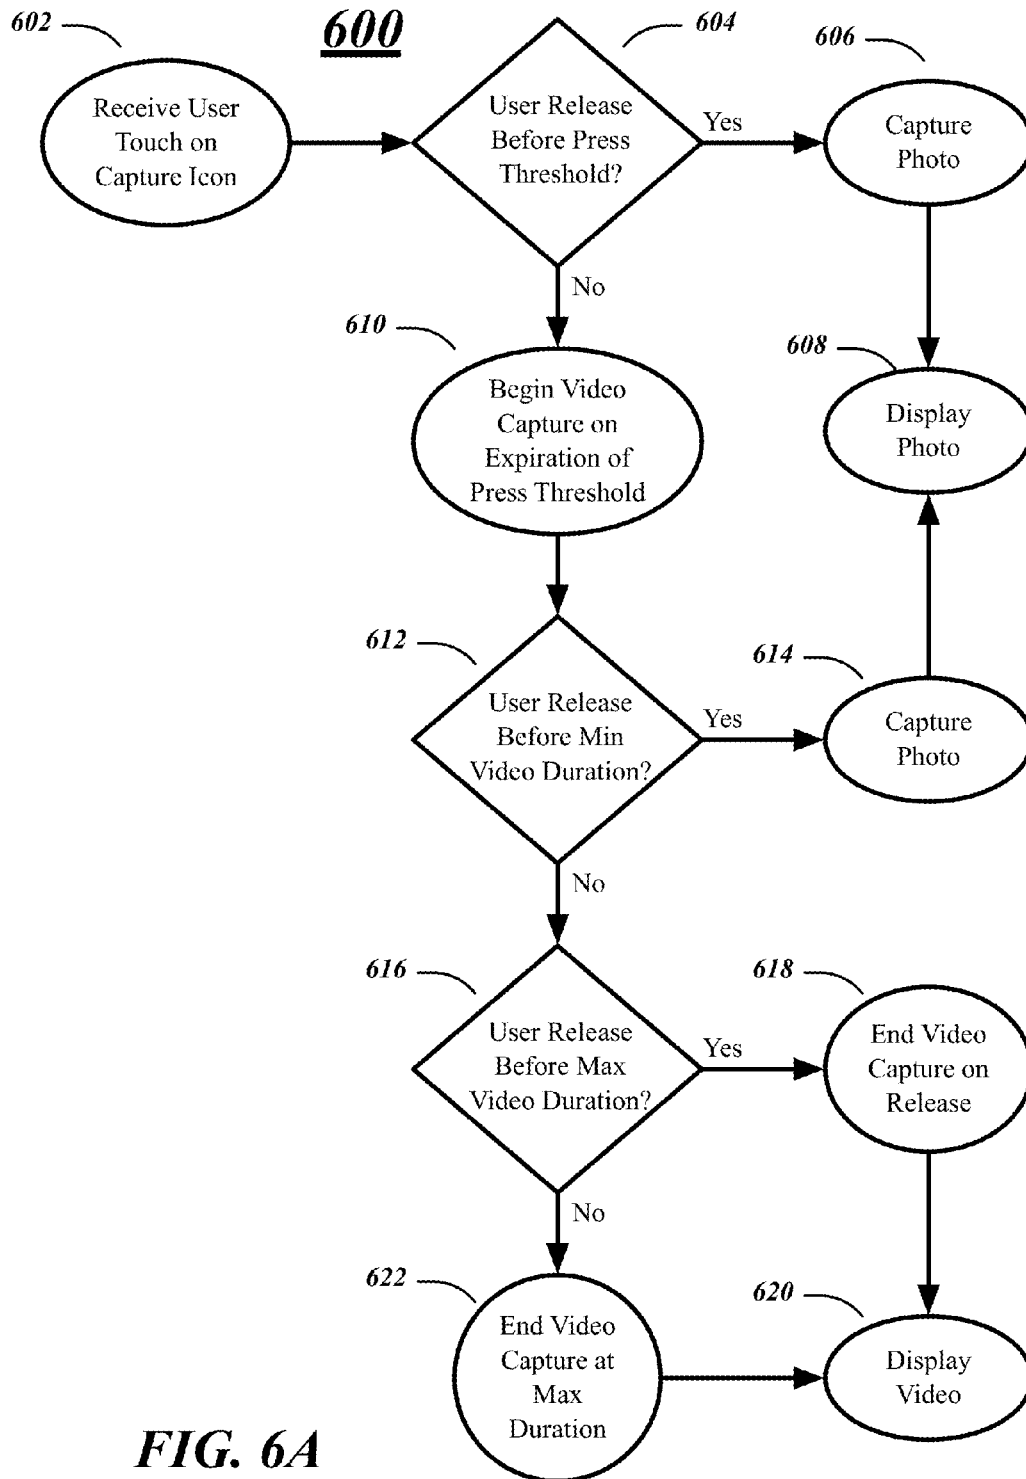 602
600
604
606
Receive User
Touch on
Capture Icon
User Release
Before Press
Threshold?
Yes
Capture
Photo
No
610
608
Begin Video
Capture on
Expiration of
Press Threshold
Display
Photo
612
614
User Release
Before Min
Video Duration?
Yes
Capture
Photo
No
616
618
User Release
Before Max
Video Duration?
Yes
End Video
Capture on
Release
No
622
620
End Video
Capture at
Max
Duration
Display
Video
FIG. 6A